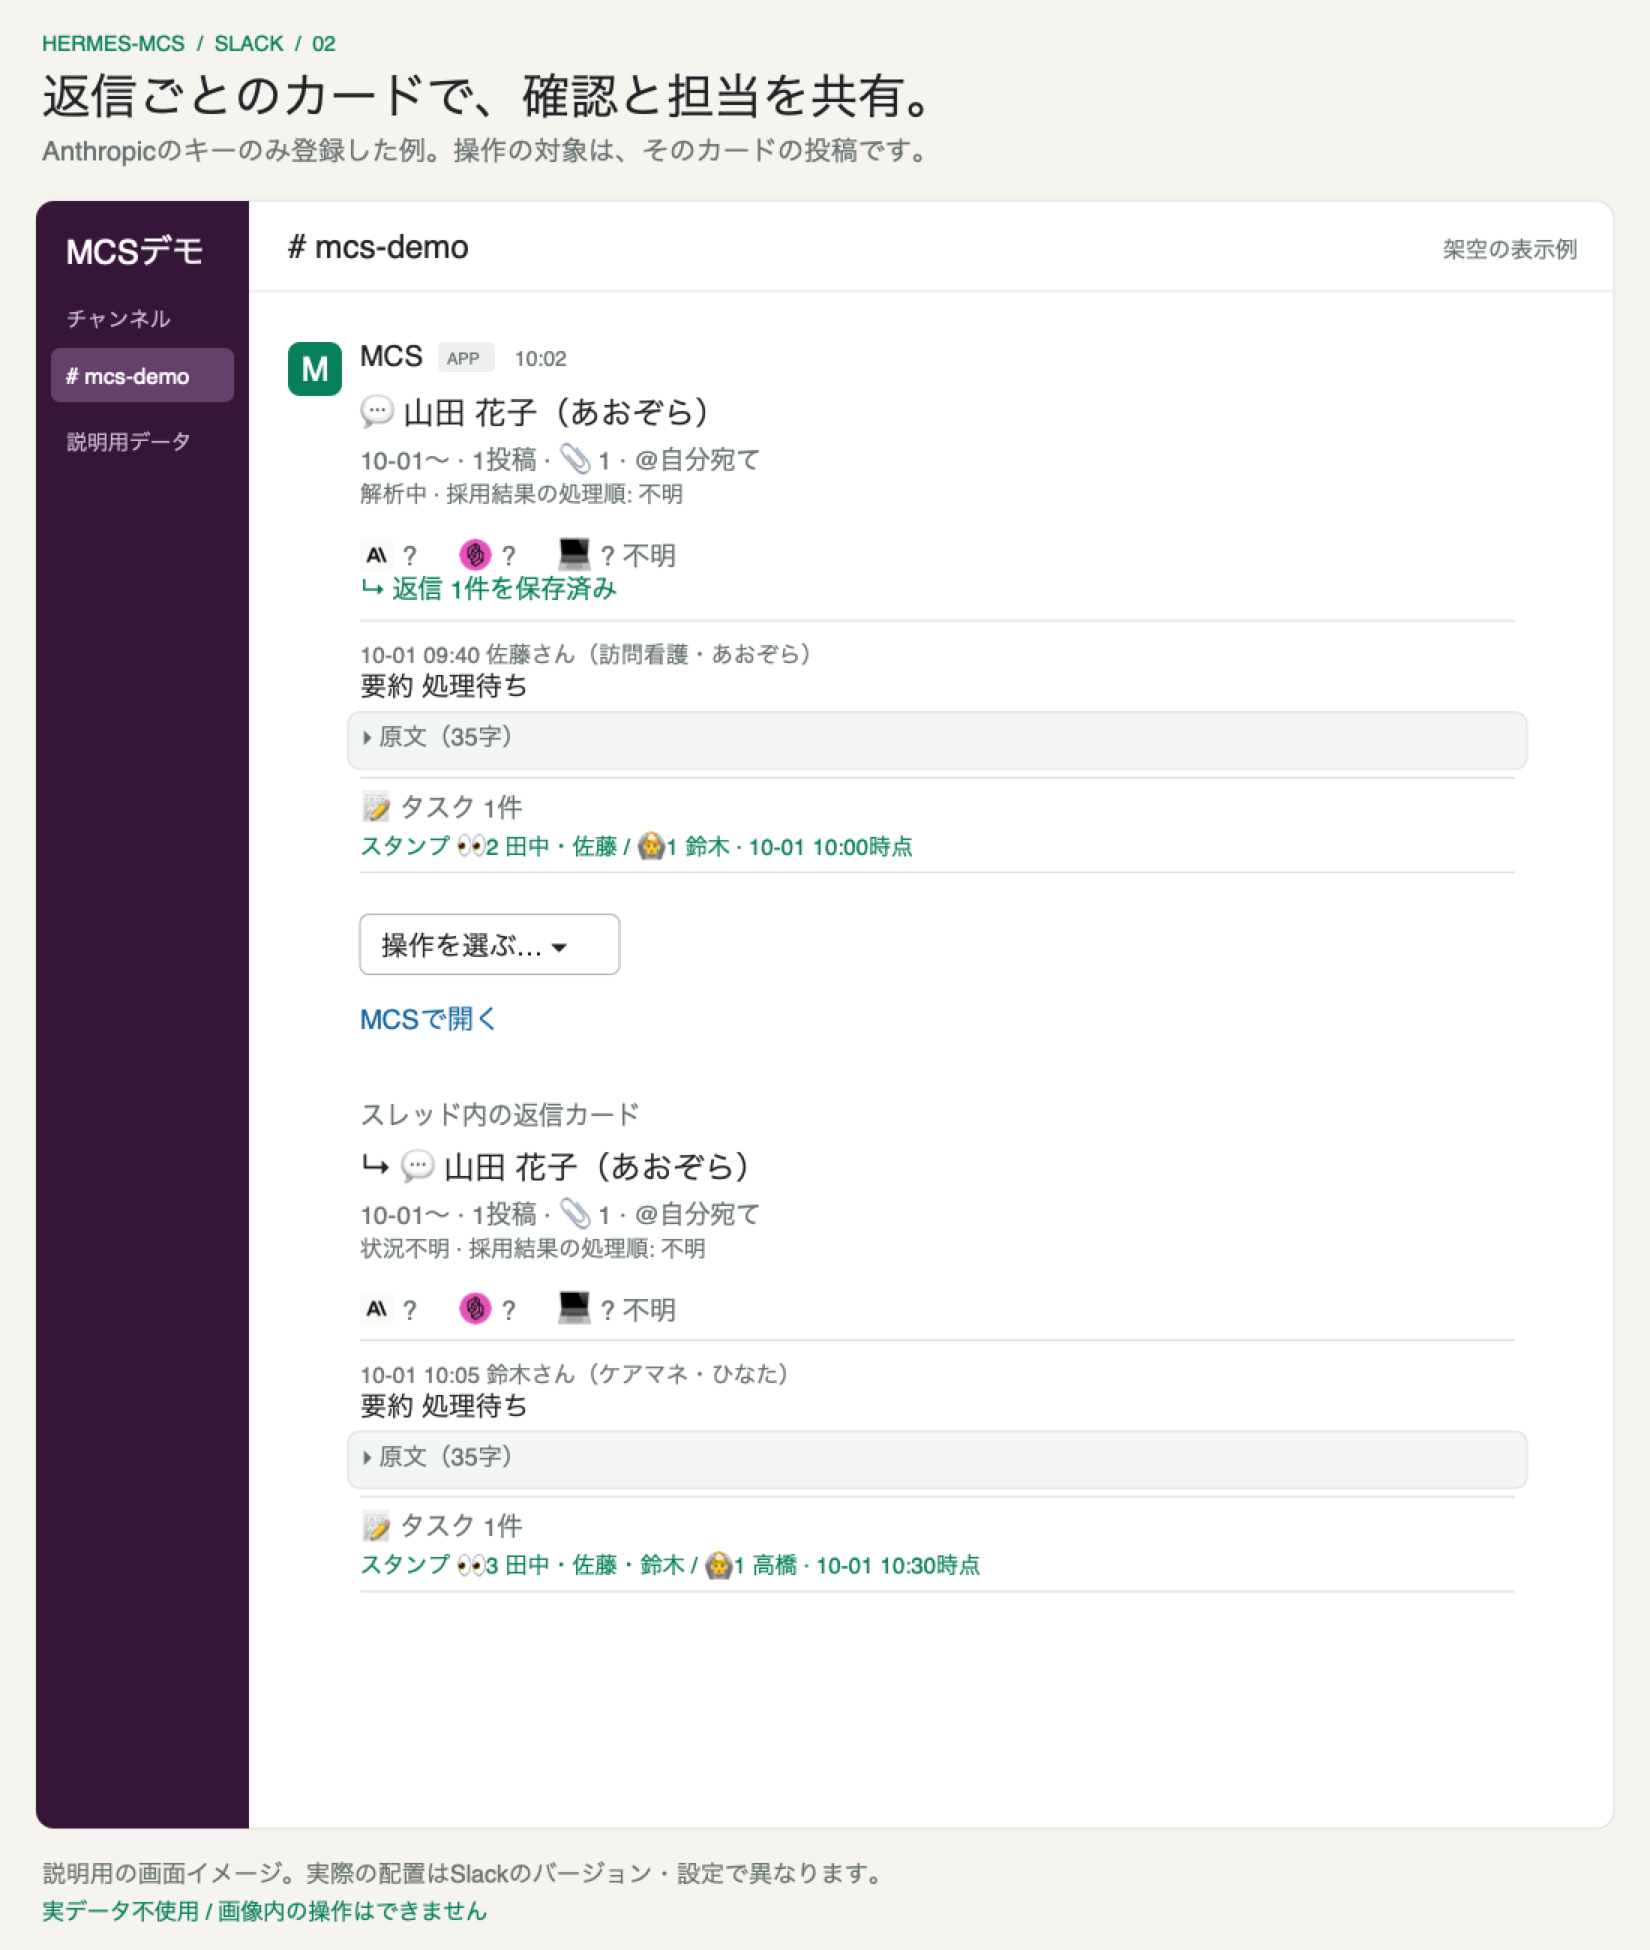 HERMES-MCS / SLACK / 02
返信ごとのカードで、確認と担当を共有。
Anthropicのキーのみ登録した例。操作の対象は、そのカードの投稿です。
MCSデモ
チャンネル
# mcs-demo
説明用データ
# mcs-demo
架空の表示例
M
MCS APP 10:02
💬 山田 花子（あおぞら）
10-01〜 · 1投稿 · 📎 1 · @自分宛て
解析中 · 採用結果の処理順: 不明
A\ ? ? 💻 ? 不明
↳ 返信 1件を保存済み
10-01 09:40 佐藤さん（訪問看護・あおぞら）
要約 処理待ち
▸ 原文（35字）
📝 タスク 1件
スタンプ 👀2 田中・佐藤 / 🙆1 鈴木 · 10-01 10:00時点
操作を選ぶ... ▾
MCSで開く
スレッド内の返信カード
↳ 💬 山田 花子（あおぞら）
10-01〜 · 1投稿 · 📎 1 · @自分宛て
状況不明 · 採用結果の処理順: 不明
A\ ? ? 💻 ? 不明
10-01 10:05 鈴木さん（ケアマネ・ひなた）
要約 処理待ち
▸ 原文（35字）
📝 タスク 1件
スタンプ 👀3 田中・佐藤・鈴木 / 🙆1 高橋 · 10-01 10:30時点
説明用の画面イメージ。実際の配置はSlackのバージョン・設定で異なります。
実データ不使用 / 画像内の操作はできません